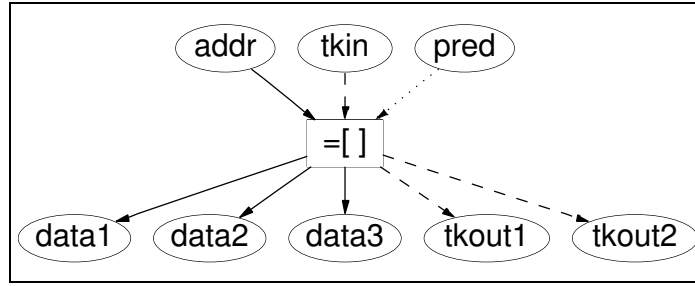 addr tkin pred
=[ ]
data1 data2 data3 tkout1 tkout2